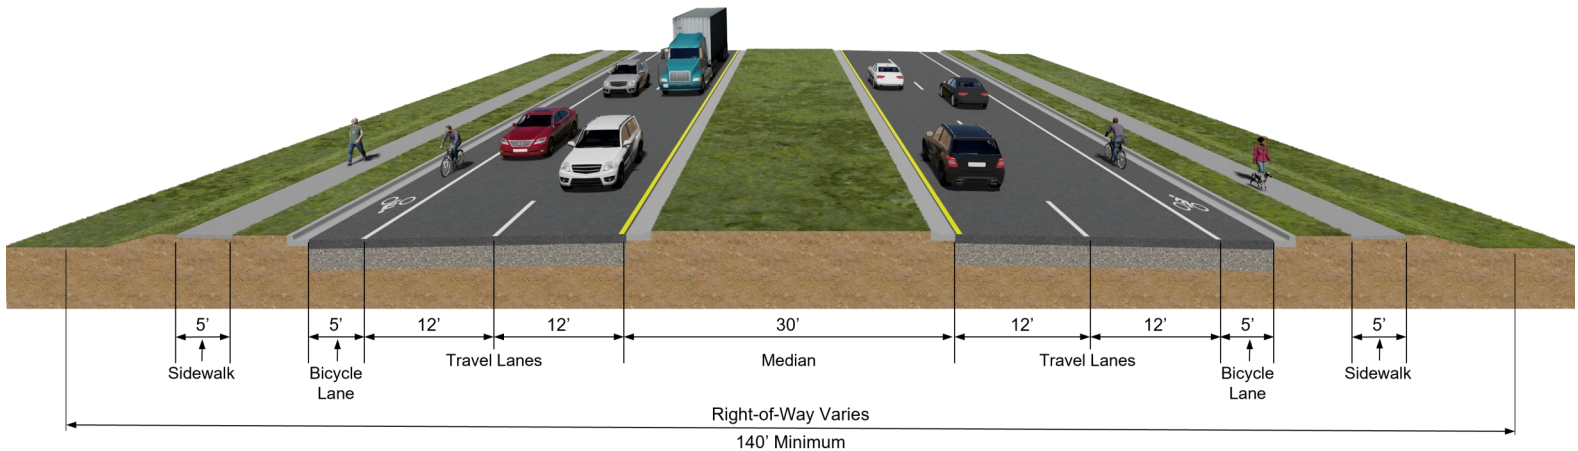 5’
5’
12’
12’
30’
12’
12’
5’
5’
Sidewalk
Bicycle
Lane
Travel Lanes
Median
Travel Lanes
Bicycle
Lane
Sidewalk
Right-of-Way Varies
140’ Minimum